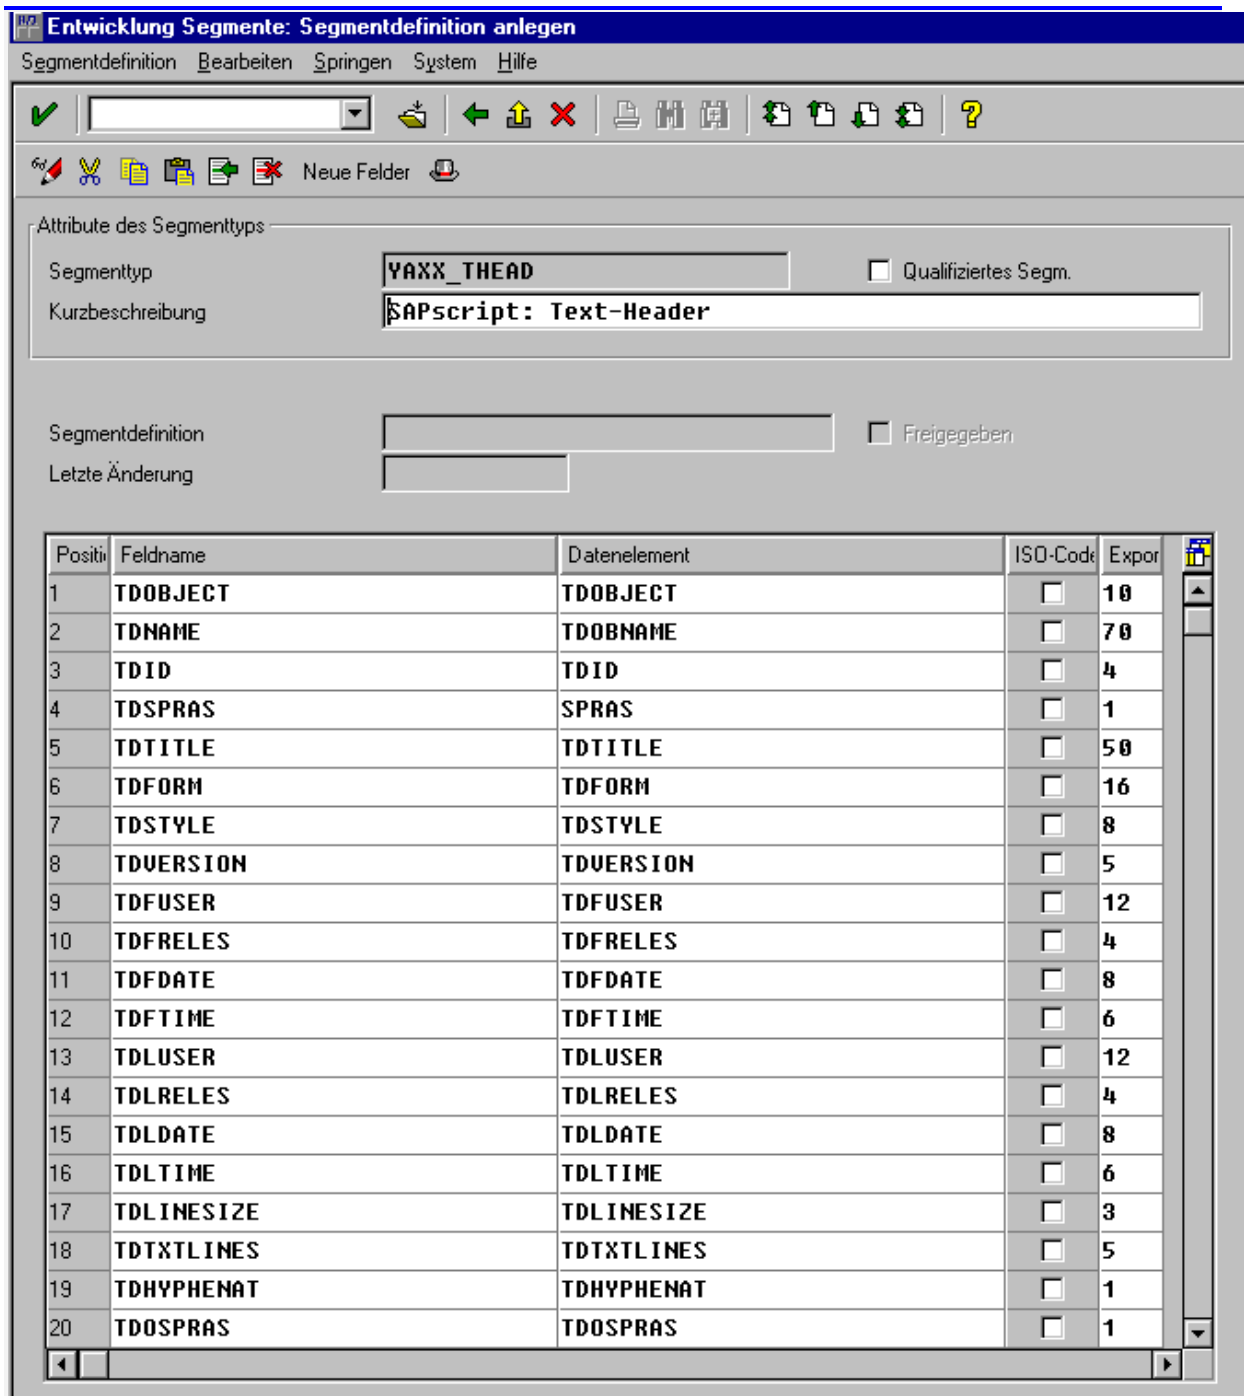 Entwicklung Segmente: Segmentdefinition anlegen
Segmentdefinition Bearbeiten Springen System Hilfe
Neue Felder
Attribute des Segmenttyps
Segmenttyp YAXX_THEAD Qualifiziertes Segm.
Kurzbeschreibung SAPscript: Text-Header
Segmentdefinition Freigegeben
Letzte Änderung
Positi Feldname Datenelement ISO-Code Expor
1 TDOBJECT TDOBJECT 10
2 TDNAME TDOBNAME 70
3 TDID TDID 4
4 TDSPRAS SPRAS 1
5 TDTITLE TDTITLE 50
6 TDFORM TDFORM 16
7 TDSTYLE TDSTYLE 8
8 TDVERSION TDVERSION 5
9 TDFUSER TDFUSER 12
10 TDFRELES TDFRELES 4
11 TDFDATE TDFDATE 8
12 TDFTIME TDFTIME 6
13 TDLUSER TDLUSER 12
14 TDLRELES TDLRELES 4
15 TDLDATE TDLDATE 8
16 TDLTIME TDLTIME 6
17 TDLINESIZE TDLINESIZE 3
18 TDTXTLINES TDTXTLINES 5
19 TDHYPHENAT TDHYPHENAT 1
20 TDOSPRAS TDOSPRAS 1